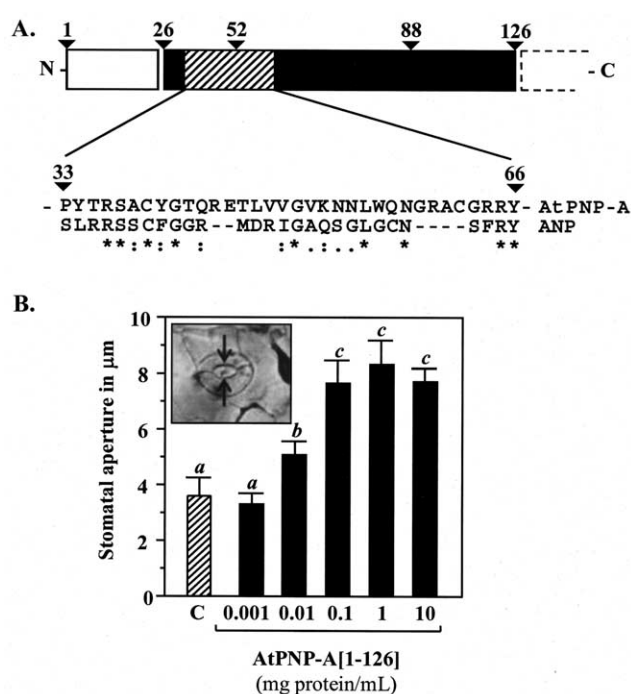 A.
1 26 52 88 126
N - - C
33 66
- PYTRSACYGTQRETLVVGVKNNLWQNGRACGRRY- AtPNP-A
SLRRSSCFGGR--MDRIGAQSGLGCN----SFRY ANP
**:*:* : :*.:..* * **
B.
10
8
6
4
2
0
Stomatal aperture in μm
a a b c c c
C 0.001 0.01 0.1 1 10
AtPNP-A[1-126]
(mg protein/mL)